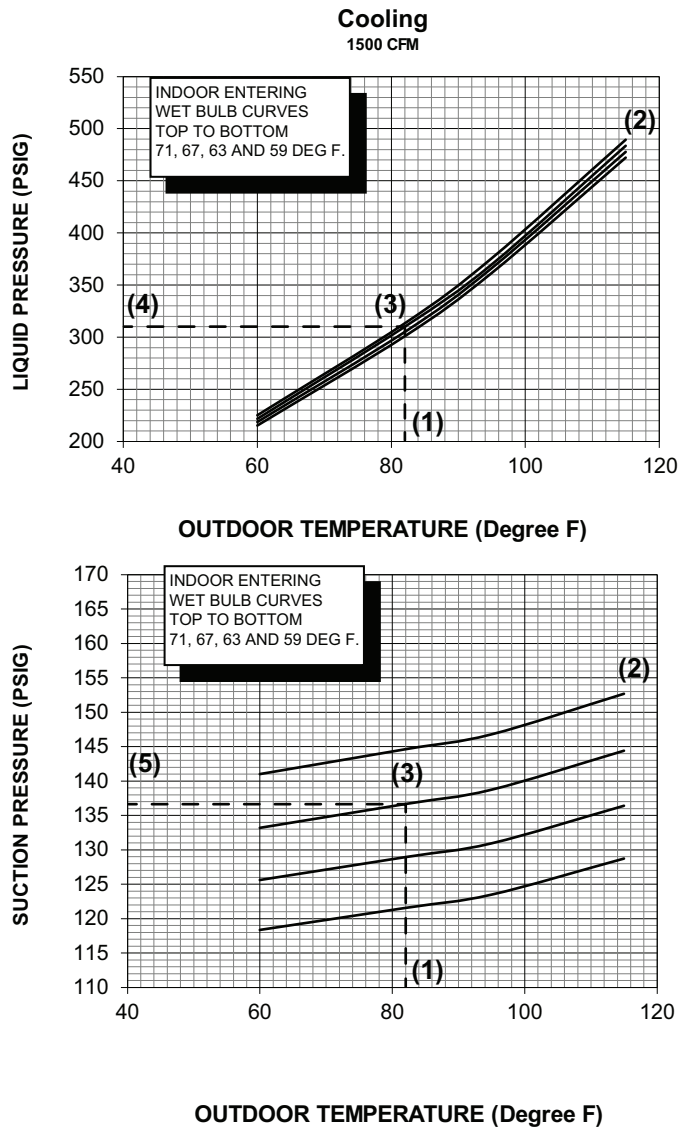 Cooling
1500 CFM
550
500
450
400
350
300
250
200
LIQUID PRESSURE (PSIG)
INDOOR ENTERING
WET BULB CURVES
TOP TO BOTTOM
71, 67, 63 AND 59 DEG F.
(2)
(4)
(3)
(1)
40 60 80 100 120
OUTDOOR TEMPERATURE (Degree F)
170
165
160
155
150
145
140
135
130
125
120
115
110
SUCTION PRESSURE (PSIG)
INDOOR ENTERING
WET BULB CURVES
TOP TO BOTTOM
71, 67, 63 AND 59 DEG F.
(2)
(5)
(3)
(1)
40 60 80 100 120
OUTDOOR TEMPERATURE (Degree F)